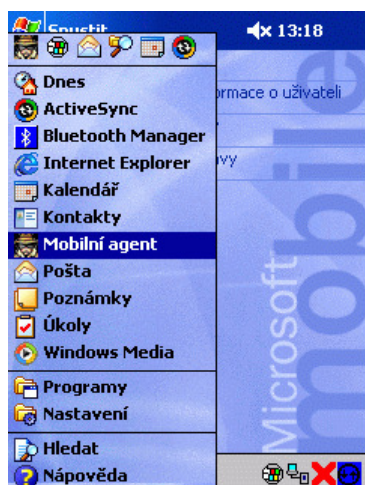 Spustit
13:18
Dnes
ActiveSync
rmace o uživateli
Bluetooth Manager
Internet Explorer
vy
Kalendář
Kontakty
Mobilní agent
Pošta
Poznámky
Úkoly
Windows Media
Programy
Nastavení
Hledat
Nápověda
Microsoft
mobile